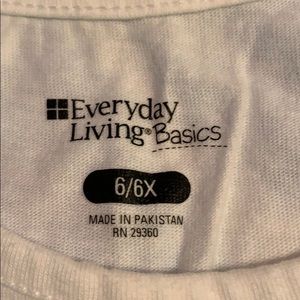 Everyday
Living® Basics
6/6X
MADE IN PAKISTAN
RN 29360